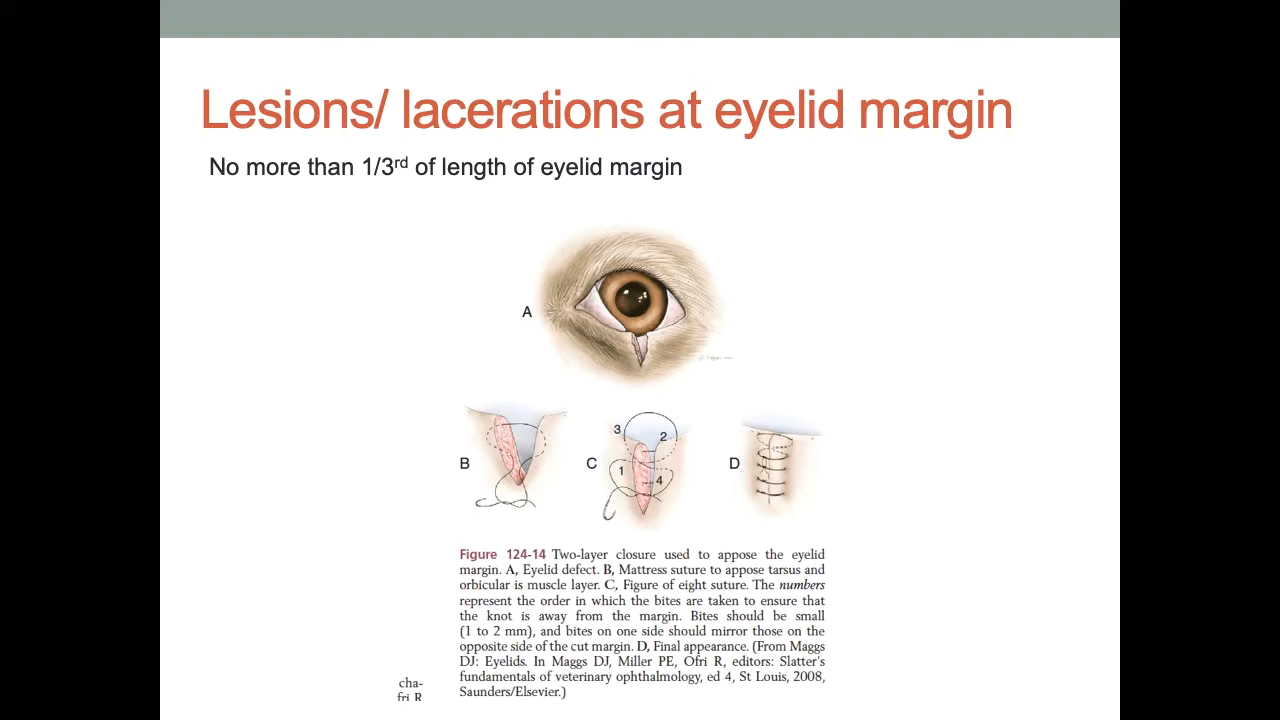 Lesions/ lacerations at eyelid margin
No more than 1/3rd of length of eyelid margin
A
B
C
3
2
1
4
D
Figure 124-14 Two-layer closure used to appose the eyelid
margin. A, Eyelid defect. B, Mattress suture to appose tarsus and
orbicular is muscle layer. C, Figure of eight suture. The numbers
represent the order in which the bites are taken to ensure that
the knot is away from the margin. Bites should be small
(1 to 2 mm), and bites on one side should mirror those on the
opposite side of the cut margin. D, Final appearance. (From Maggs
DJ: Eyelids. In Maggs DJ, Miller PE, Ofri R, editors: Slatter's
fundamentals of veterinary ophthalmology, ed 4, St Louis, 2008,
Saunders/Elsevier.)
cha-
fri R